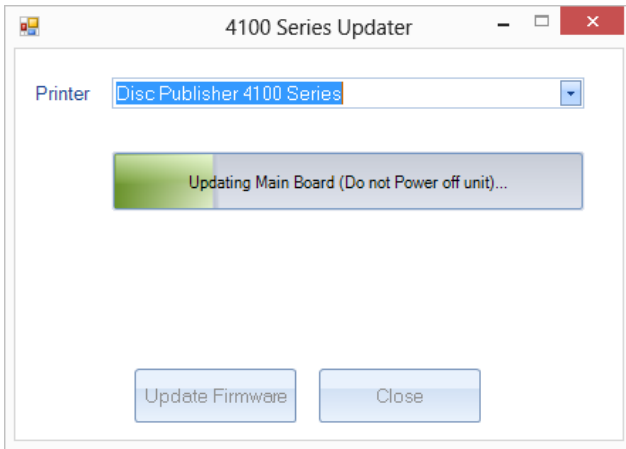 4100 Series Updater
Printer Disc Publisher 4100 Series
Updating Main Board (Do not Power off unit)...
Update Firmware Close